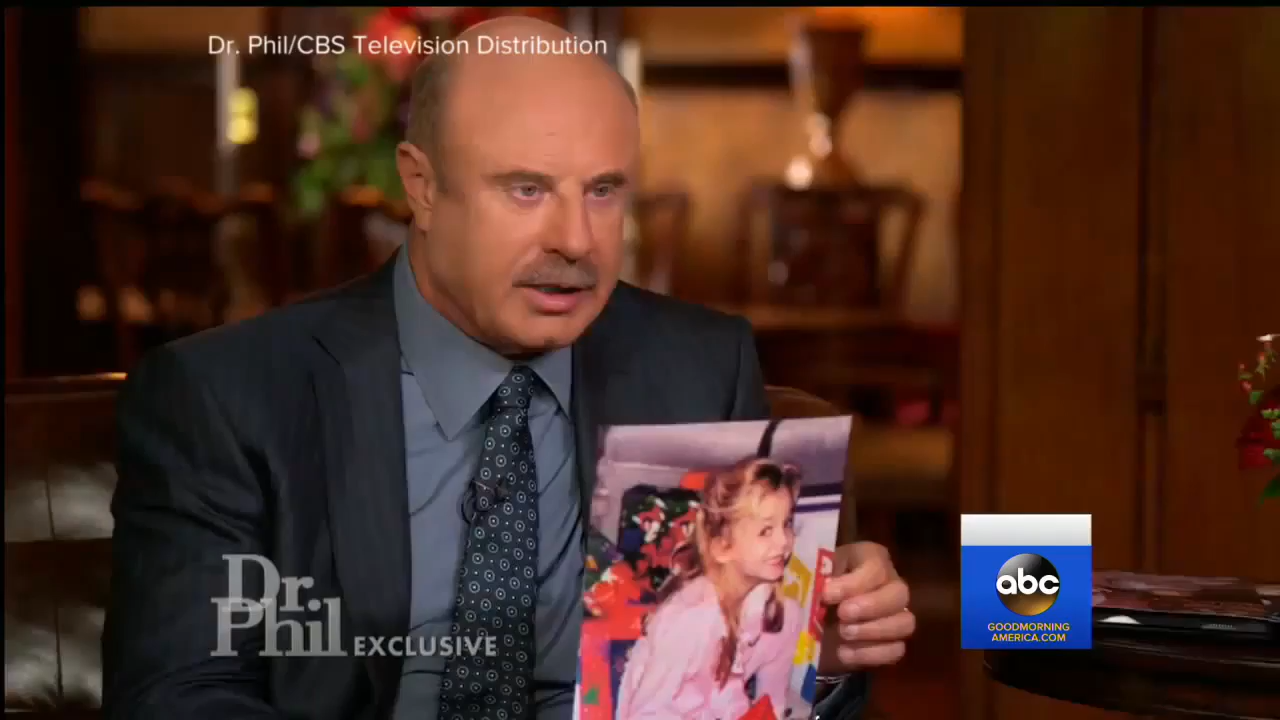 Dr. Phil/CBS Television Distribution
Dr.
Phil EXCLUSIVE
abc
GOODMORNING
AMERICA.COM